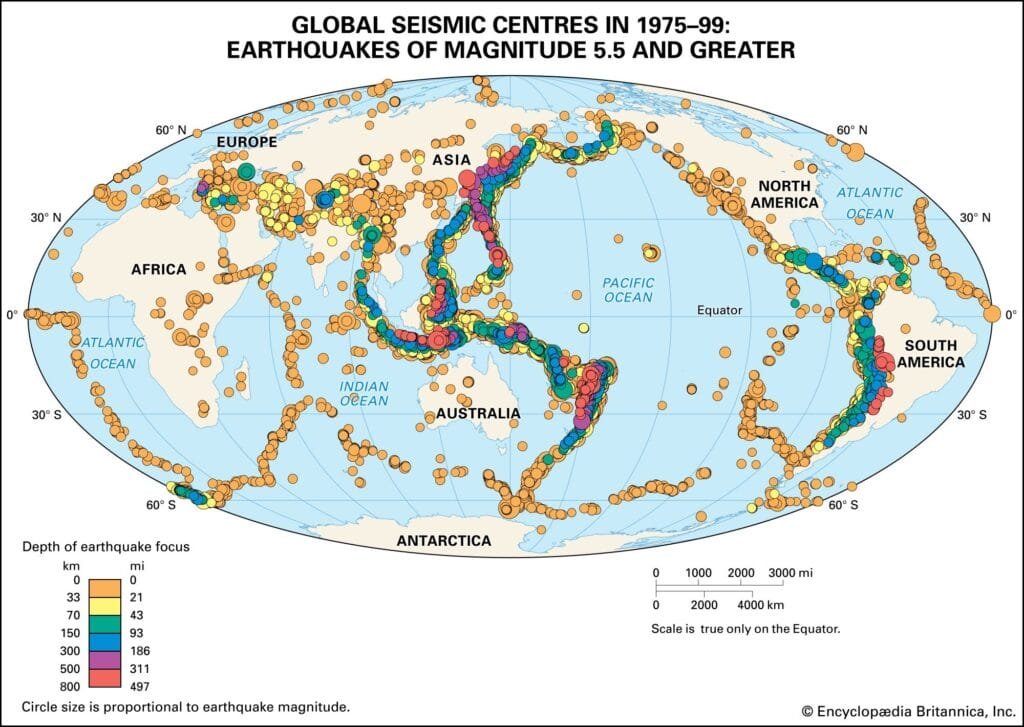 GLOBAL SEISMIC CENTRES IN 1975–99:
EARTHQUAKES OF MAGNITUDE 5.5 AND GREATER
60° N
60° N
EUROPE
ASIA
NORTH
AMERICA
ATLANTIC
OCEAN
30° N
30° N
AFRICA
PACIFIC
OCEAN
Equator
0°
0°
ATLANTIC
OCEAN
SOUTH
AMERICA
INDIAN
OCEAN
AUSTRALIA
30° S
30° S
60° S
60° S
ANTARCTICA
Depth of earthquake focus
km mi
0 0
33 21
70 43
150 93
300 186
500 311
800 497
Circle size is proportional to earthquake magnitude.
0 1000 2000 3000 mi
0 2000 4000 km
Scale is true only on the Equator.
© Encyclopædia Britannica, Inc.